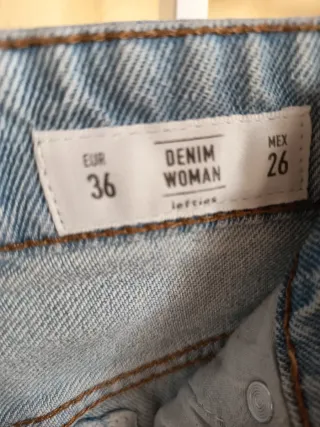 EUR
36
DENIM
WOMAN
lefties
MEX
26